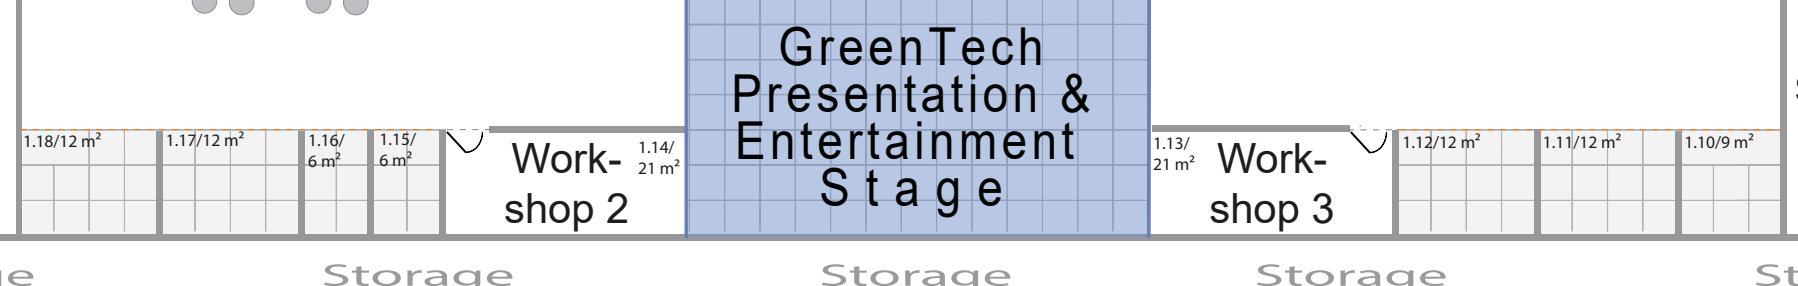 GreenTech
Presentation &
Entertainment
Stage
1.18/12 m²
1.17/12 m²
1.16/
6 m²
1.15/
6 m²
Work-
shop 2
1.14/
21 m²
1.13/
21 m²
Work-
shop 3
1.12/12 m²
1.11/12 m²
1.10/9 m²
Storage
Storage
Storage